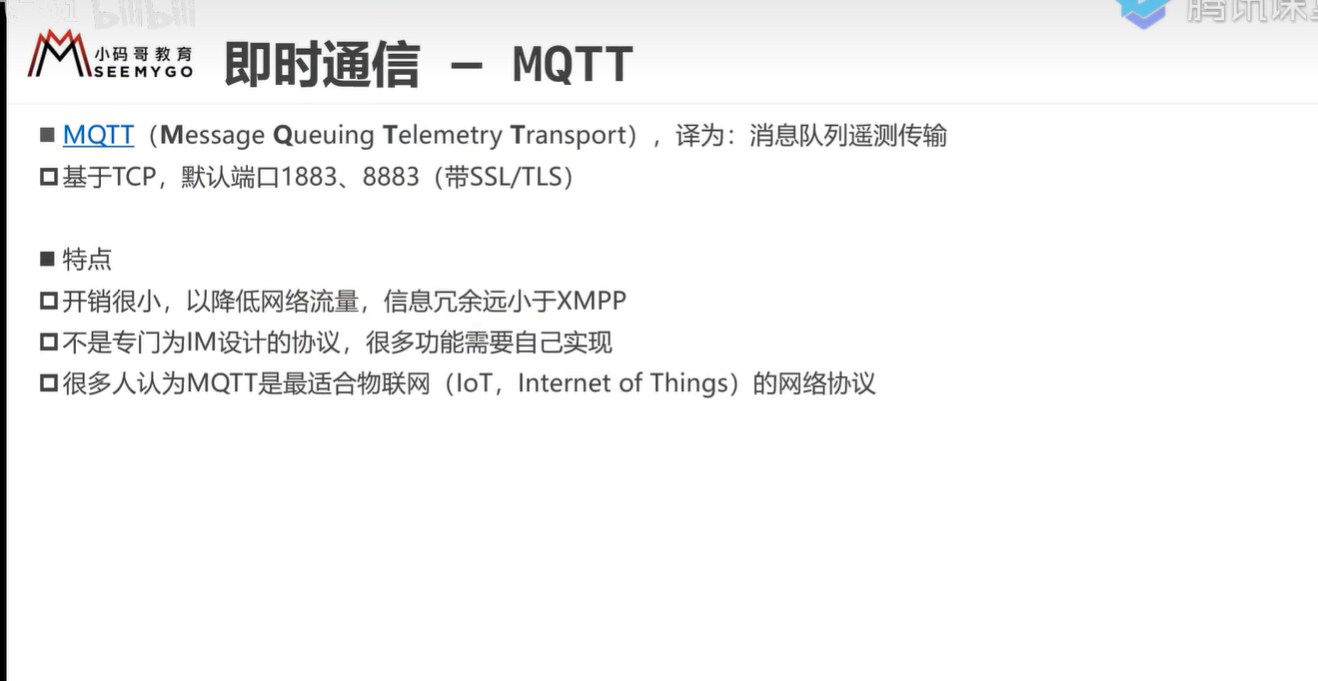 bilibili
腾讯课堂
小码哥教育
SEEMYGO
即时通信 - MQTT
MQTT（Message Queuing Telemetry Transport），译为：消息队列遥测传输
基于TCP，默认端口1883、8883（带SSL/TLS）
特点
开销很小，以降低网络流量，信息冗余远小于XMPP
不是专门为IM设计的协议，很多功能需要自己实现
很多人认为MQTT是最适合物联网（IoT，Internet of Things）的网络协议